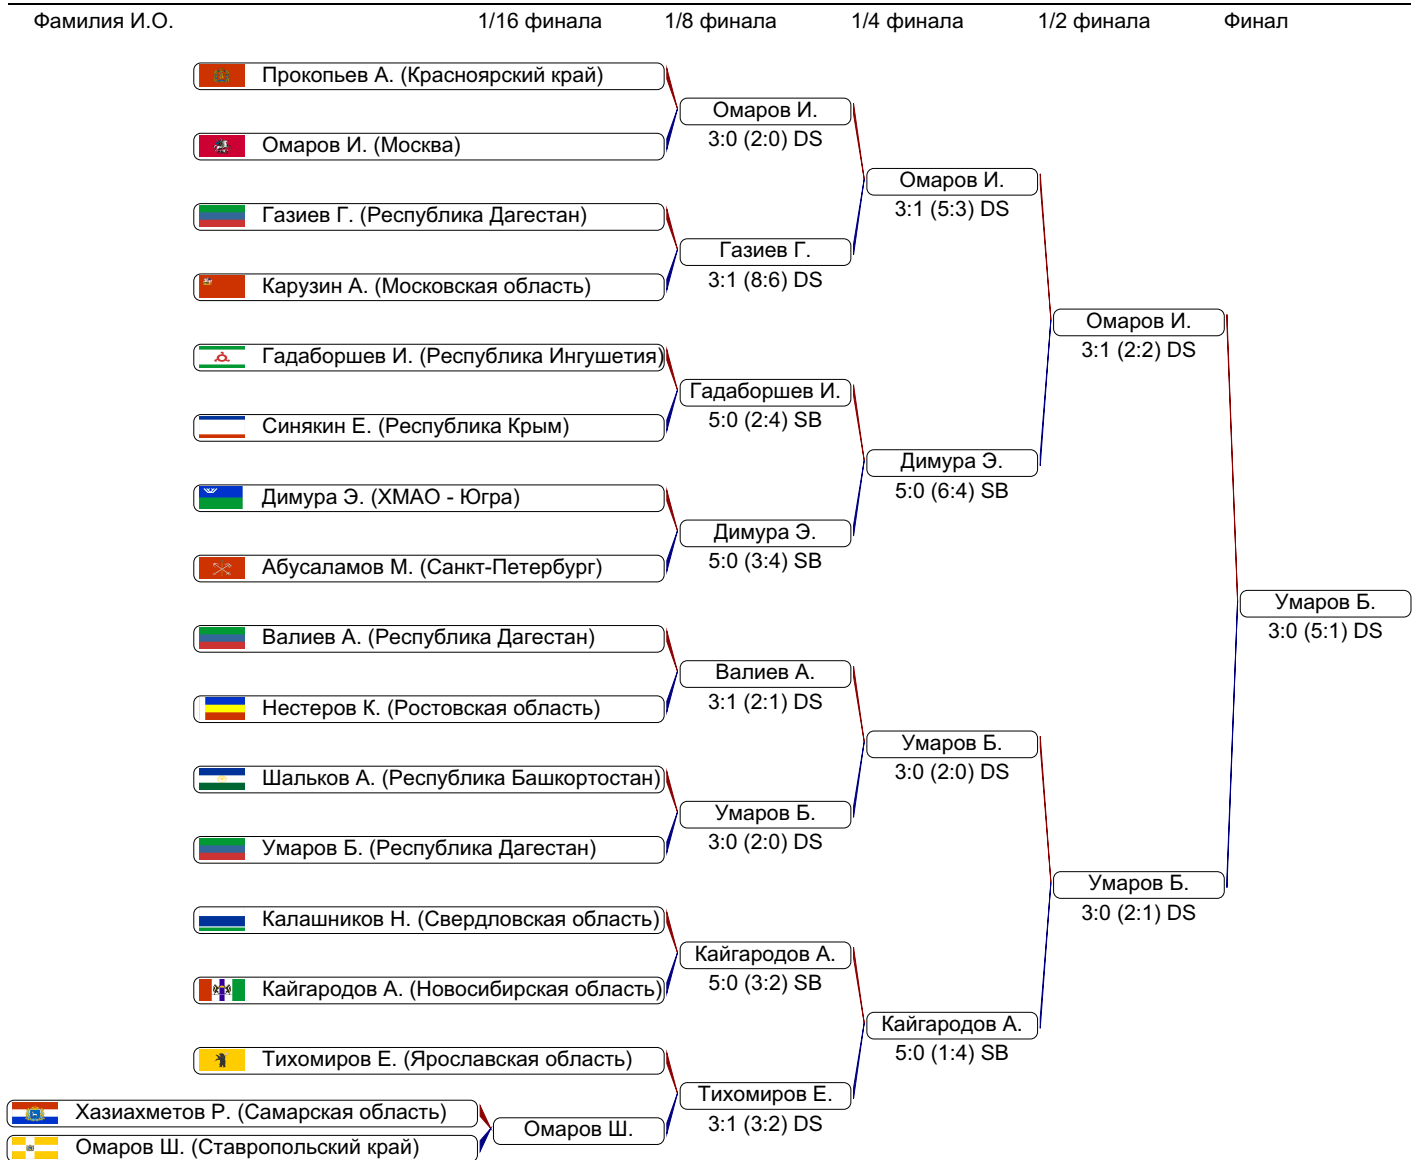 Фамилия И.О. 1/16 финала 1/8 финала 1/4 финала 1/2 финала Финал
Прокопьев А. (Красноярский край)
Омаров И.
3:0 (2:0) DS
Омаров И. (Москва)
Омаров И.
3:1 (5:3) DS
Газиев Г. (Республика Дагестан)
Газиев Г.
3:1 (8:6) DS
Карузин А. (Московская область)
Омаров И.
3:1 (2:2) DS
Гадаборшев И. (Республика Ингушетия)
Гадаборшев И.
5:0 (2:4) SB
Синякин Е. (Республика Крым)
Димура Э.
5:0 (6:4) SB
Димура Э. (ХМАО - Югра)
Димура Э.
5:0 (3:4) SB
Абусаламов М. (Санкт-Петербург)
Умаров Б.
3:0 (5:1) DS
Валиев А. (Республика Дагестан)
Валиев А.
3:1 (2:1) DS
Нестеров К. (Ростовская область)
Умаров Б.
3:0 (2:0) DS
Шальков А. (Республика Башкортостан)
Умаров Б.
3:0 (2:0) DS
Умаров Б. (Республика Дагестан)
Умаров Б.
3:0 (2:1) DS
Калашников Н. (Свердловская область)
Кайгародов А.
5:0 (3:2) SB
Кайгародов А. (Новосибирская область)
Кайгародов А.
5:0 (1:4) SB
Тихомиров Е. (Ярославская область)
Тихомиров Е.
3:1 (3:2) DS
Хазиахметов Р. (Самарская область)
Омаров Ш.
Омаров Ш. (Ставропольский край)